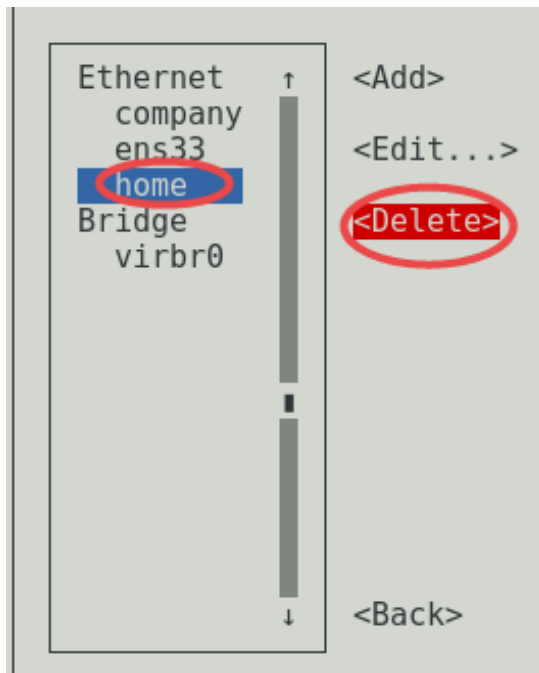 Ethernet ↑ <Add>
company
ens33 <Edit...>
home
Bridge <Delete>
virbr0
↓ <Back>